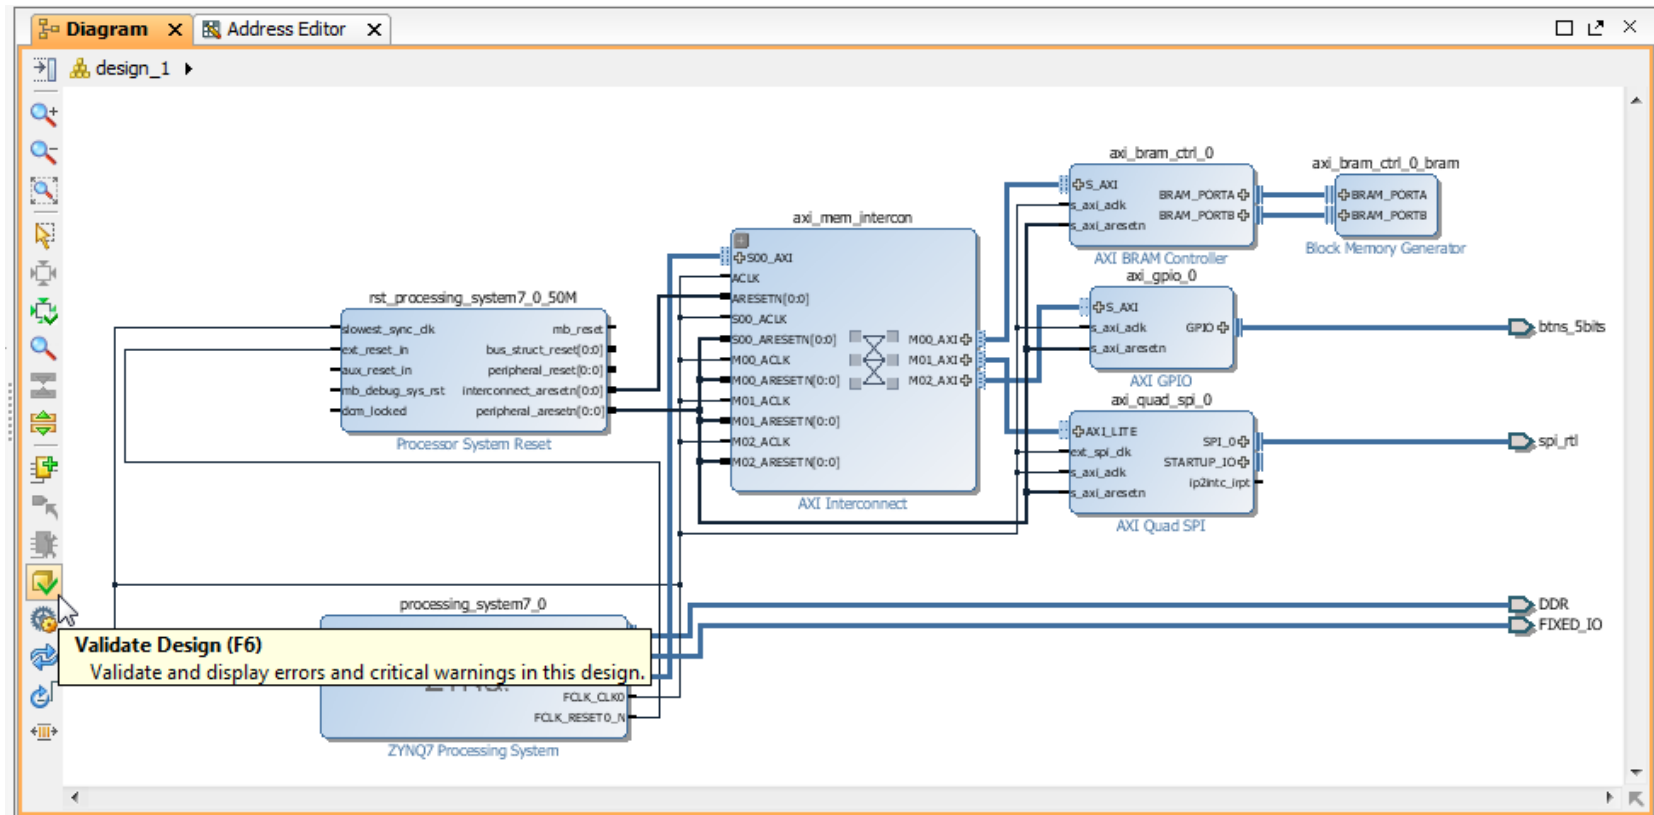 Diagram
Address Editor
design_1
axi_bram_ctrl_0
S_AXI
s_axi_aclk
s_axi_aresetn
BRAM_PORTA
BRAM_PORTB
AXI BRAM Controller
axi_bram_ctrl_0_bram
BRAM_PORTA
BRAM_PORTB
Block Memory Generator
axi_mem_intercon
S00_AXI
ACLK
ARESETN[0:0]
S00_ACLK
S00_ARESETN[0:0]
M00_ACLK
M00_ARESETN[0:0]
M01_ACLK
M01_ARESETN[0:0]
M02_ACLK
M02_ARESETN[0:0]
M00_AXI
M01_AXI
M02_AXI
AXI Interconnect
axi_gpio_0
S_AXI
s_axi_aclk
s_axi_aresetn
GPIO
AXI GPIO
btns_5bits
rst_processing_system7_0_50M
slowest_sync_clk
ext_reset_in
aux_reset_in
mb_debug_sys_rst
dcm_locked
mb_reset
bus_struct_reset[0:0]
peripheral_reset[0:0]
interconnect_aresetn[0:0]
peripheral_aresetn[0:0]
Processor System Reset
axi_quad_spi_0
AXI_LITE
ext_spi_clk
s_axi_aclk
s_axi_aresetn
SPI_0
STARTUP_IO
ip2intc_irpt
AXI Quad SPI
spi_rtl
processing_system7_0
DDR
FIXED_IO
Validate Design (F6)
Validate and display errors and critical warnings in this design.
FCLK_CLK0
FCLK_RESET0_N
ZYNQ7 Processing System